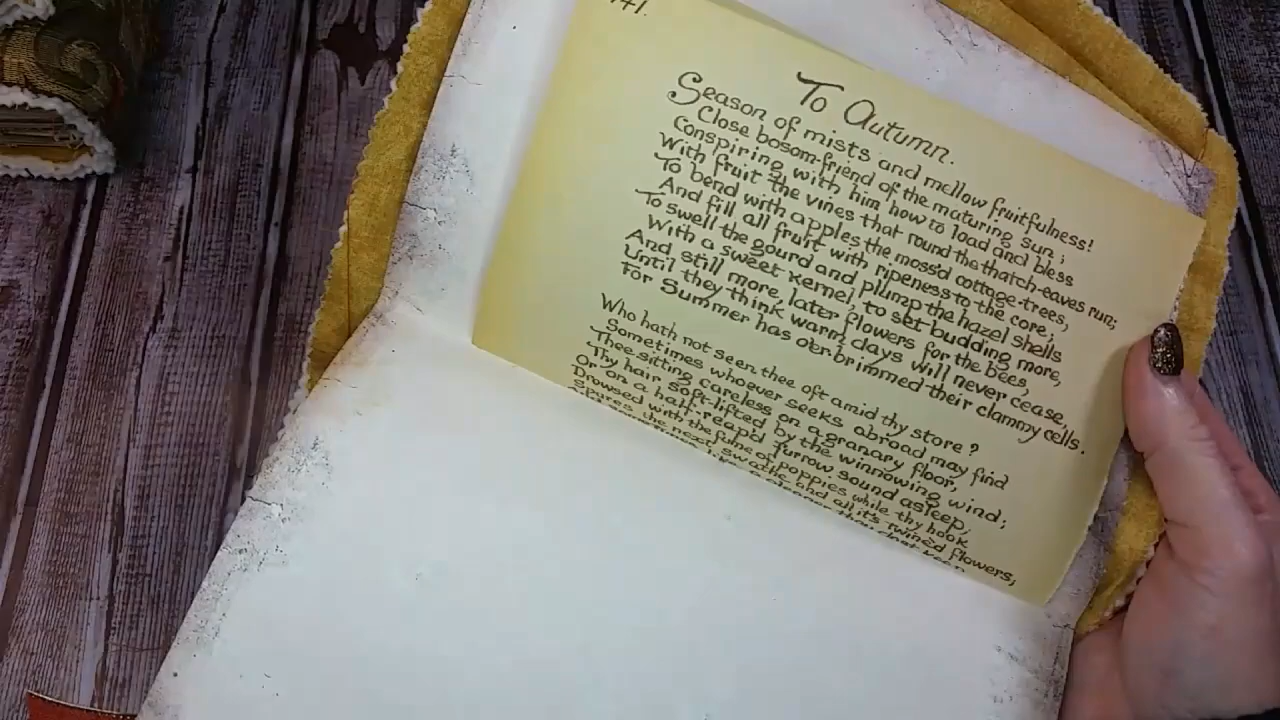 141.
To Autumn.
Season of mists and mellow fruitfulness!
Close bosom-friend of the maturing sun;
Conspiring with him how to load and bless
With fruit the vines that round the thatch-eaves run;
To bend with apples the moss'd cottage-trees,
And fill all fruit with ripeness to the core;
To swell the gourd and plump the hazel shells
With a sweet kernel; to set budding more,
And still more, later flowers for the bees,
Until they think warm days will never cease,
For Summer has o'er-brimmed their clammy cells.
Who hath not seen thee oft amid thy store?
Sometimes whoever seeks abroad may find
Thee sitting careless on a granary floor,
Thy hair soft-lifted by the winnowing wind;
Or on a half-reap'd furrow sound asleep,
Drowsed with the fume of poppies while thy hook
Spares the next swathe and all it's twined flowers,